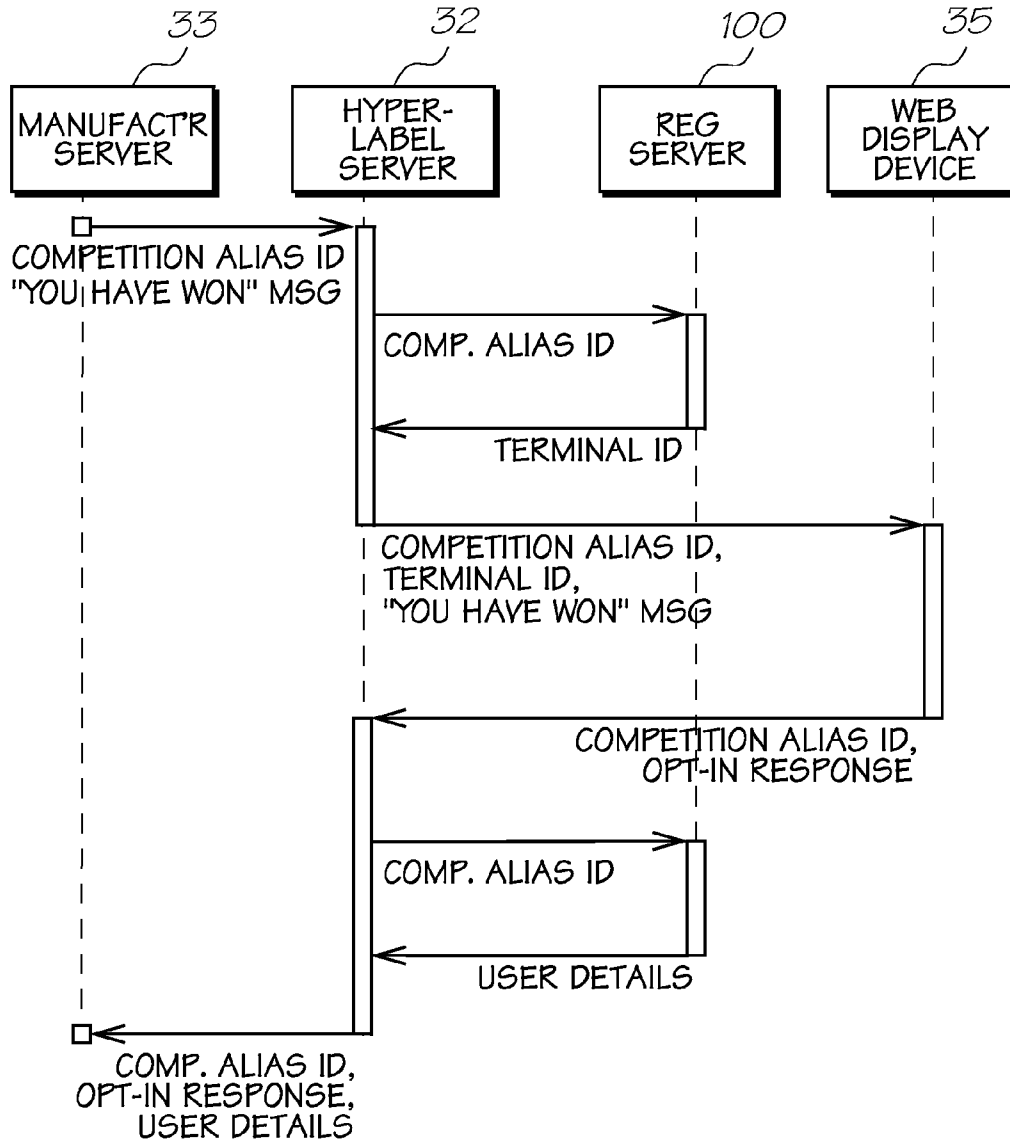 33
32
100
35
MANUFACT'R
SERVER
HYPER-
LABEL
SERVER
REG
SERVER
WEB
DISPLAY
DEVICE
COMPETITION ALIAS ID
"YOU HAVE WON" MSG
COMP. ALIAS ID
TERMINAL ID
COMPETITION ALIAS ID,
TERMINAL ID,
"YOU HAVE WON" MSG
COMPETITION ALIAS ID,
OPT-IN RESPONSE
COMP. ALIAS ID
USER DETAILS
COMP. ALIAS ID,
OPT-IN RESPONSE,
USER DETAILS